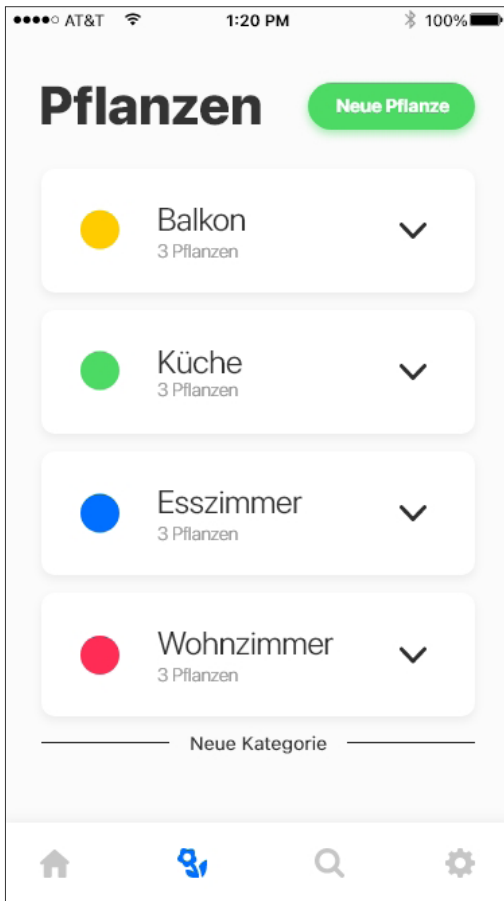 AT&T 1:20 PM 100%
Pflanzen
Neue Pflanze
Balkon
3 Pflanzen
Küche
3 Pflanzen
Esszimmer
3 Pflanzen
Wohnzimmer
3 Pflanzen
Neue Kategorie